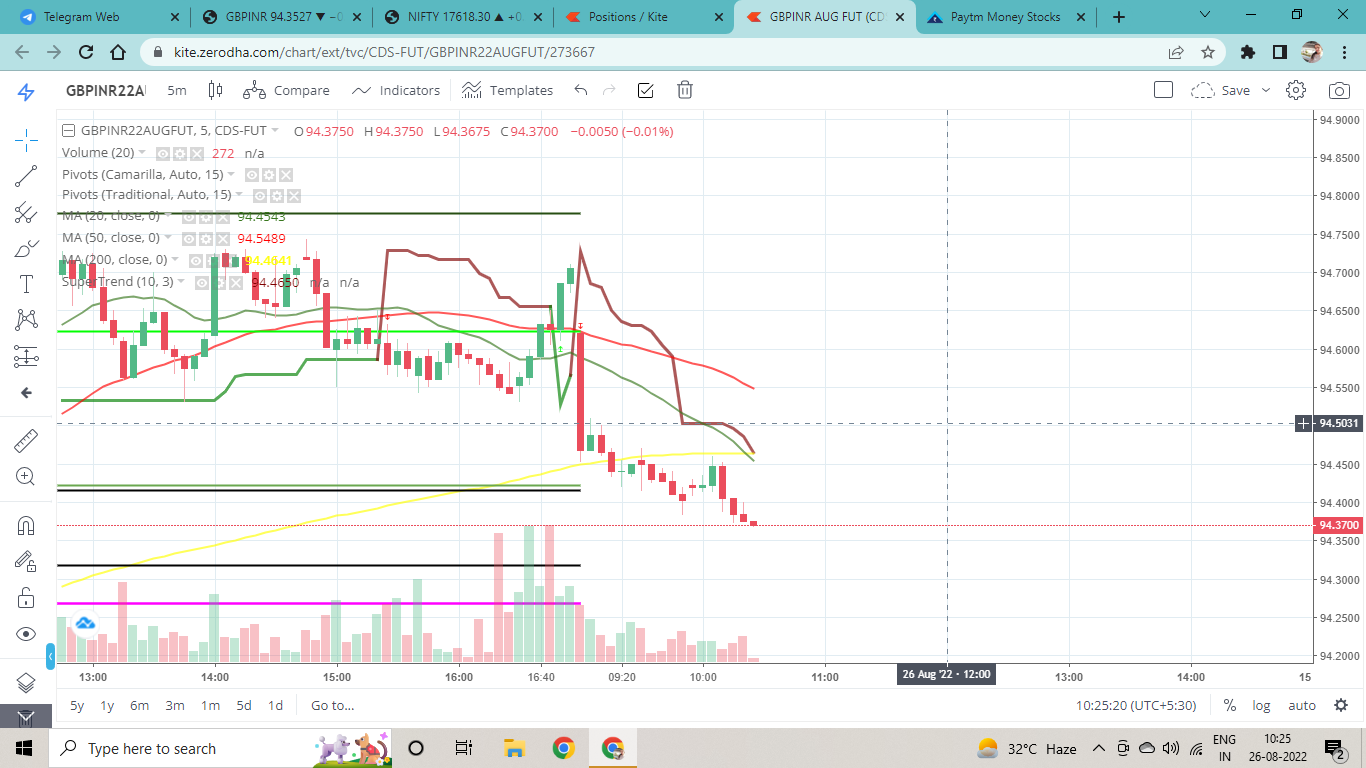 Telegram Web
GBPINR 94.3527 ▼ −0
NIFTY 17618.30 ▲ +0.
Positions / Kite
GBPINR AUG FUT (CDS
Paytm Money Stocks
kite.zerodha.com/chart/ext/tvc/CDS-FUT/GBPINR22AUGFUT/273667
GBPINR22A
5m
Compare
Indicators
Templates
Save
GBPINR22AUGFUT, 5, CDS-FUT
O94.3750 H94.3750 L94.3675 C94.3700 −0.0050 (−0.01%)
Volume (20) 272 n/a
Pivots (Camarilla, Auto, 15)
Pivots (Traditional, Auto, 15)
MA (20, close, 0) 94.4543
MA (50, close, 0) 94.5489
MA (200, close, 0) 94.4641
SuperTrend (10, 3) 94.4650 n/a n/a
94.9000
94.8500
94.8000
94.7500
94.7000
94.6500
94.6000
94.5500
94.5031
94.4500
94.4000
94.3700
94.3500
94.3000
94.2500
94.2000
13:00 14:00 15:00 16:00 16:40 09:20 10:00 11:00 26 Aug '22 · 12:00 13:00 14:00 15
5y 1y 6m 3m 1m 5d 1d Go to...
10:25:20 (UTC+5:30) % log auto
Type here to search
32°C Haze
ENG
IN
10:25
26-08-2022
2